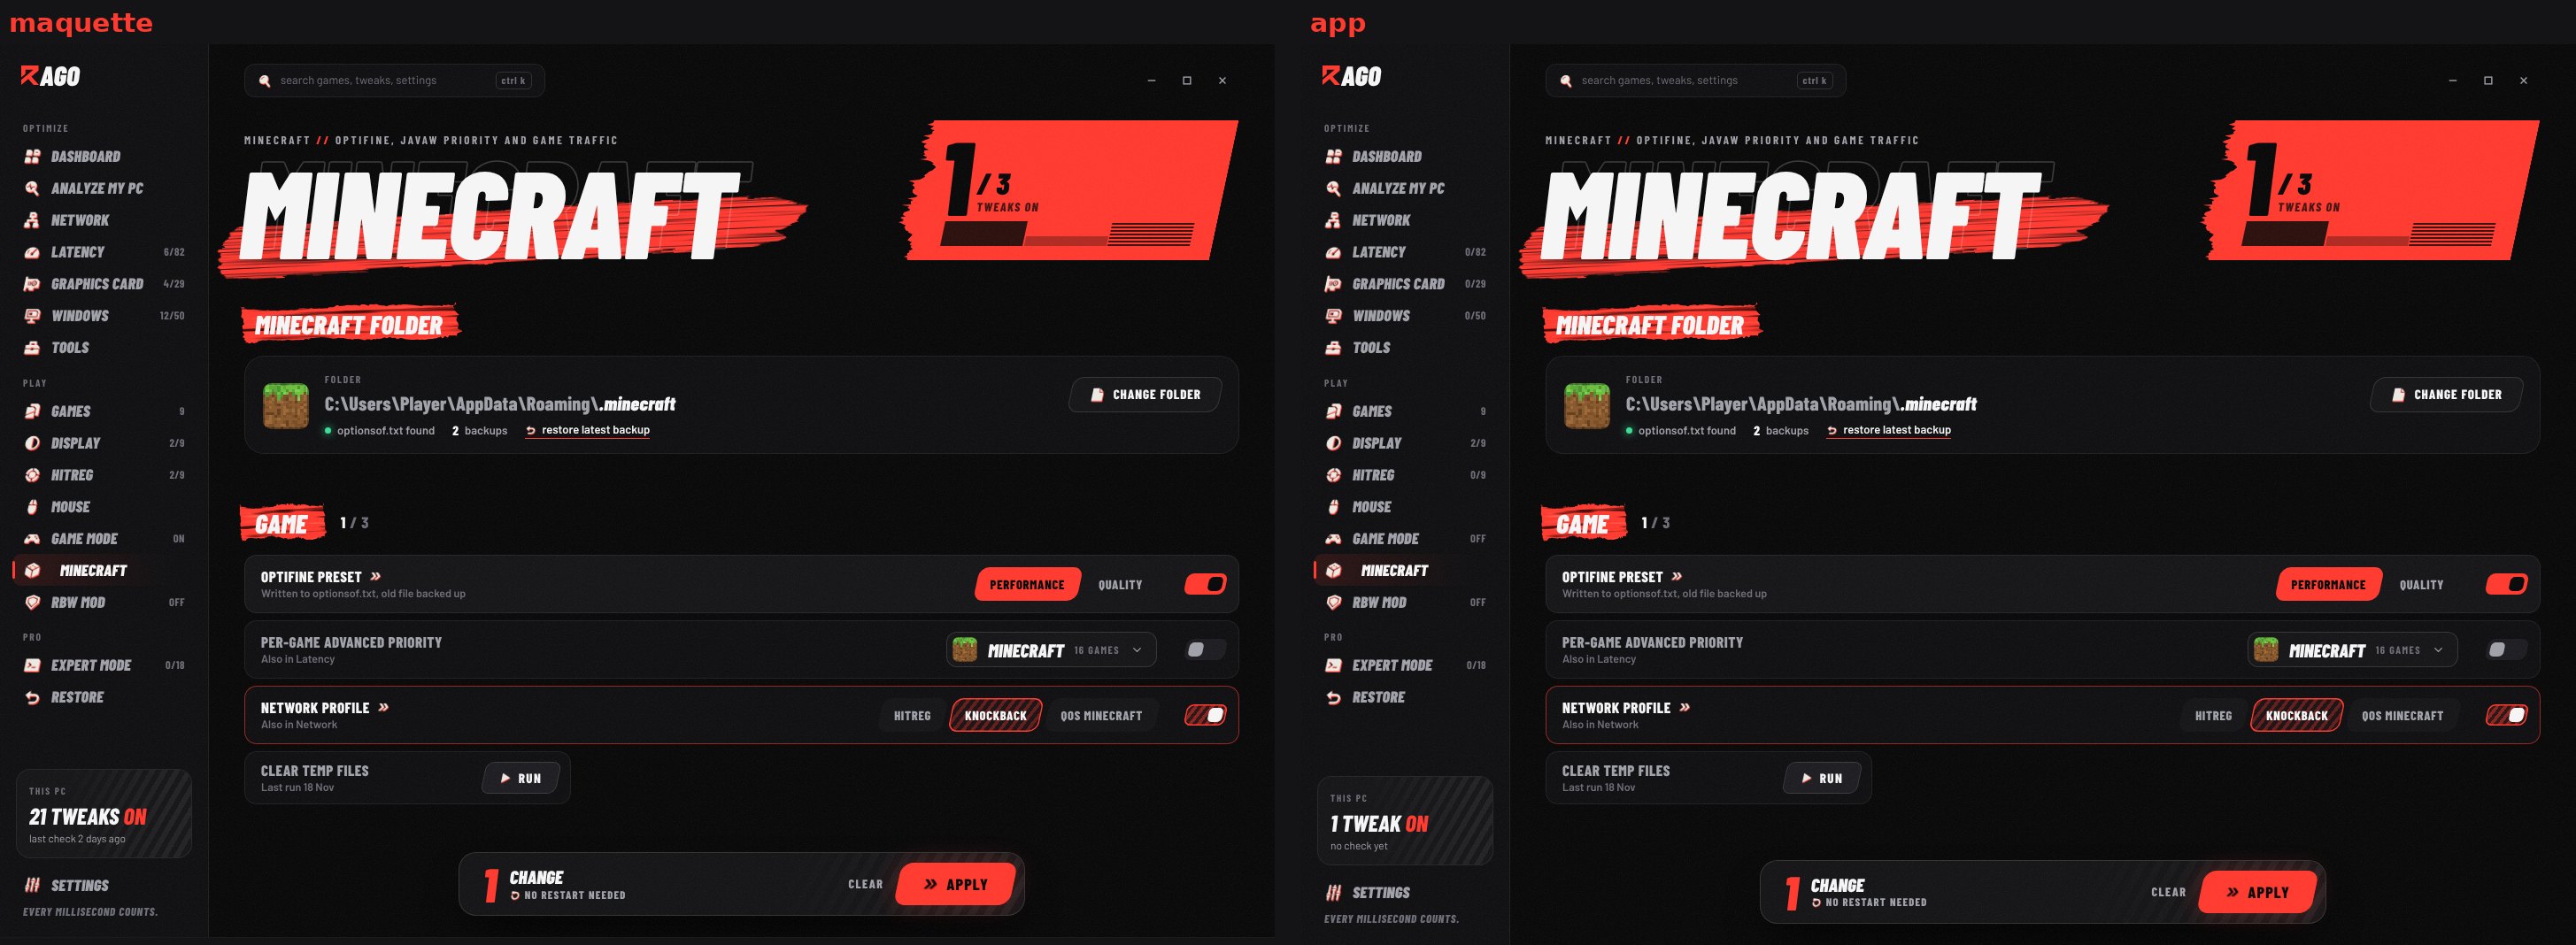 maquette
RAGO
search games, tweaks, settings
ctrl k
OPTIMIZE
DASHBOARD
ANALYZE MY PC
NETWORK
LATENCY 6/82
GRAPHICS CARD 4/29
WINDOWS 12/50
TOOLS
PLAY
GAMES 9
DISPLAY 2/9
HITREG 2/9
MOUSE
GAME MODE ON
MINECRAFT
RBW MOD OFF
PRO
EXPERT MODE 0/18
RESTORE
THIS PC
21 TWEAKS ON
last check 2 days ago
SETTINGS
EVERY MILLISECOND COUNTS.
MINECRAFT // OPTIFINE, JAVAW PRIORITY AND GAME TRAFFIC
MINECRAFT
MINECRAFT
1 / 3
TWEAKS ON
MINECRAFT FOLDER
FOLDER
C:\Users\Player\AppData\Roaming\.minecraft
optionsof.txt found 2 backups restore latest backup
CHANGE FOLDER
GAME 1 / 3
OPTIFINE PRESET
Written to optionsof.txt, old file backed up
PERFORMANCE QUALITY
PER-GAME ADVANCED PRIORITY
Also in Latency
MINECRAFT 16 GAMES
NETWORK PROFILE
Also in Network
HITREG KNOCKBACK QOS MINECRAFT
CLEAR TEMP FILES
Last run 18 Nov
RUN
1 CHANGE
NO RESTART NEEDED
CLEAR APPLY
app
RAGO
search games, tweaks, settings
ctrl k
OPTIMIZE
DASHBOARD
ANALYZE MY PC
NETWORK
LATENCY 0/82
GRAPHICS CARD 0/29
WINDOWS 0/50
TOOLS
PLAY
GAMES 9
DISPLAY 2/9
HITREG 0/9
MOUSE
GAME MODE OFF
MINECRAFT
RBW MOD OFF
PRO
EXPERT MODE 0/18
RESTORE
THIS PC
1 TWEAK ON
no check yet
SETTINGS
EVERY MILLISECOND COUNTS.
MINECRAFT // OPTIFINE, JAVAW PRIORITY AND GAME TRAFFIC
MINECRAFT
MINECRAFT
1 / 3
TWEAKS ON
MINECRAFT FOLDER
FOLDER
C:\Users\Player\AppData\Roaming\.minecraft
optionsof.txt found 2 backups restore latest backup
CHANGE FOLDER
GAME 1 / 3
OPTIFINE PRESET
Written to optionsof.txt, old file backed up
PERFORMANCE QUALITY
PER-GAME ADVANCED PRIORITY
Also in Latency
MINECRAFT 16 GAMES
NETWORK PROFILE
Also in Network
HITREG KNOCKBACK QOS MINECRAFT
CLEAR TEMP FILES
Last run 18 Nov
RUN
1 CHANGE
NO RESTART NEEDED
CLEAR APPLY